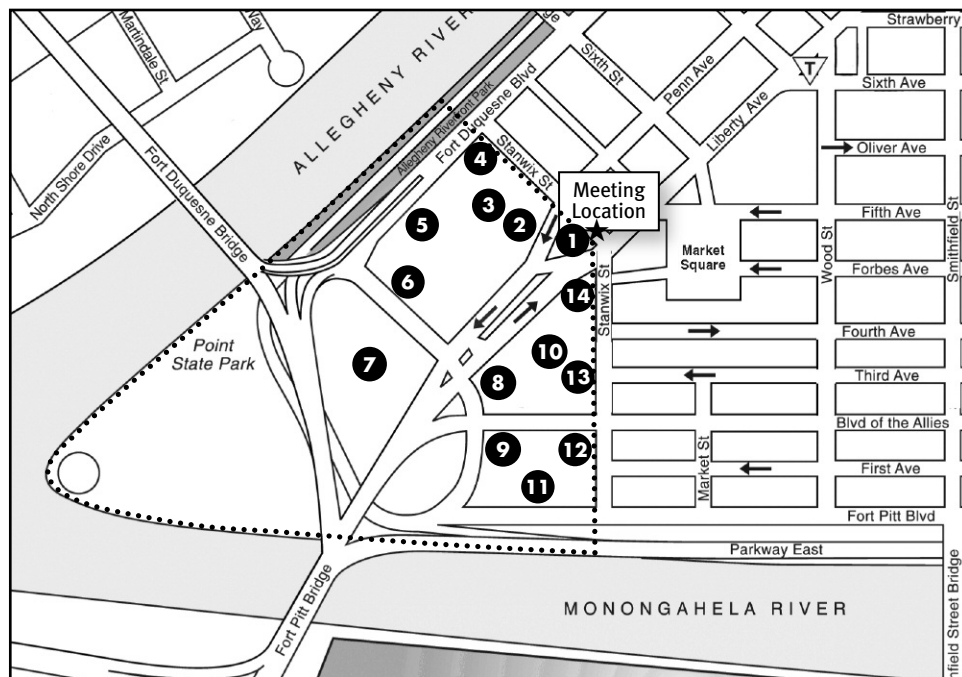 Martindale St
Way
Strawberry
ALLEGHENY RIVER
Sixth St
T
Penn Ave
Sixth Ave
Fort Duquesne Blvd
Liberty Ave
Allegheny Riverfront Park
North Shore Drive
Fort Duquesne Bridge
4
Stanwix St
Oliver Ave
Meeting
Location
3
5
2
1
Fifth Ave
Market
Square
Wood St
Smithfield St
Forbes Ave
6
14
Stanwix St
Point
State Park
Fourth Ave
10
7
8
13
Third Ave
Blvd of the Allies
9
12
Market St
First Ave
11
Fort Pitt Blvd
Parkway East
Fort Pitt Bridge
MONONGAHELA RIVER
nfield Street Bridge